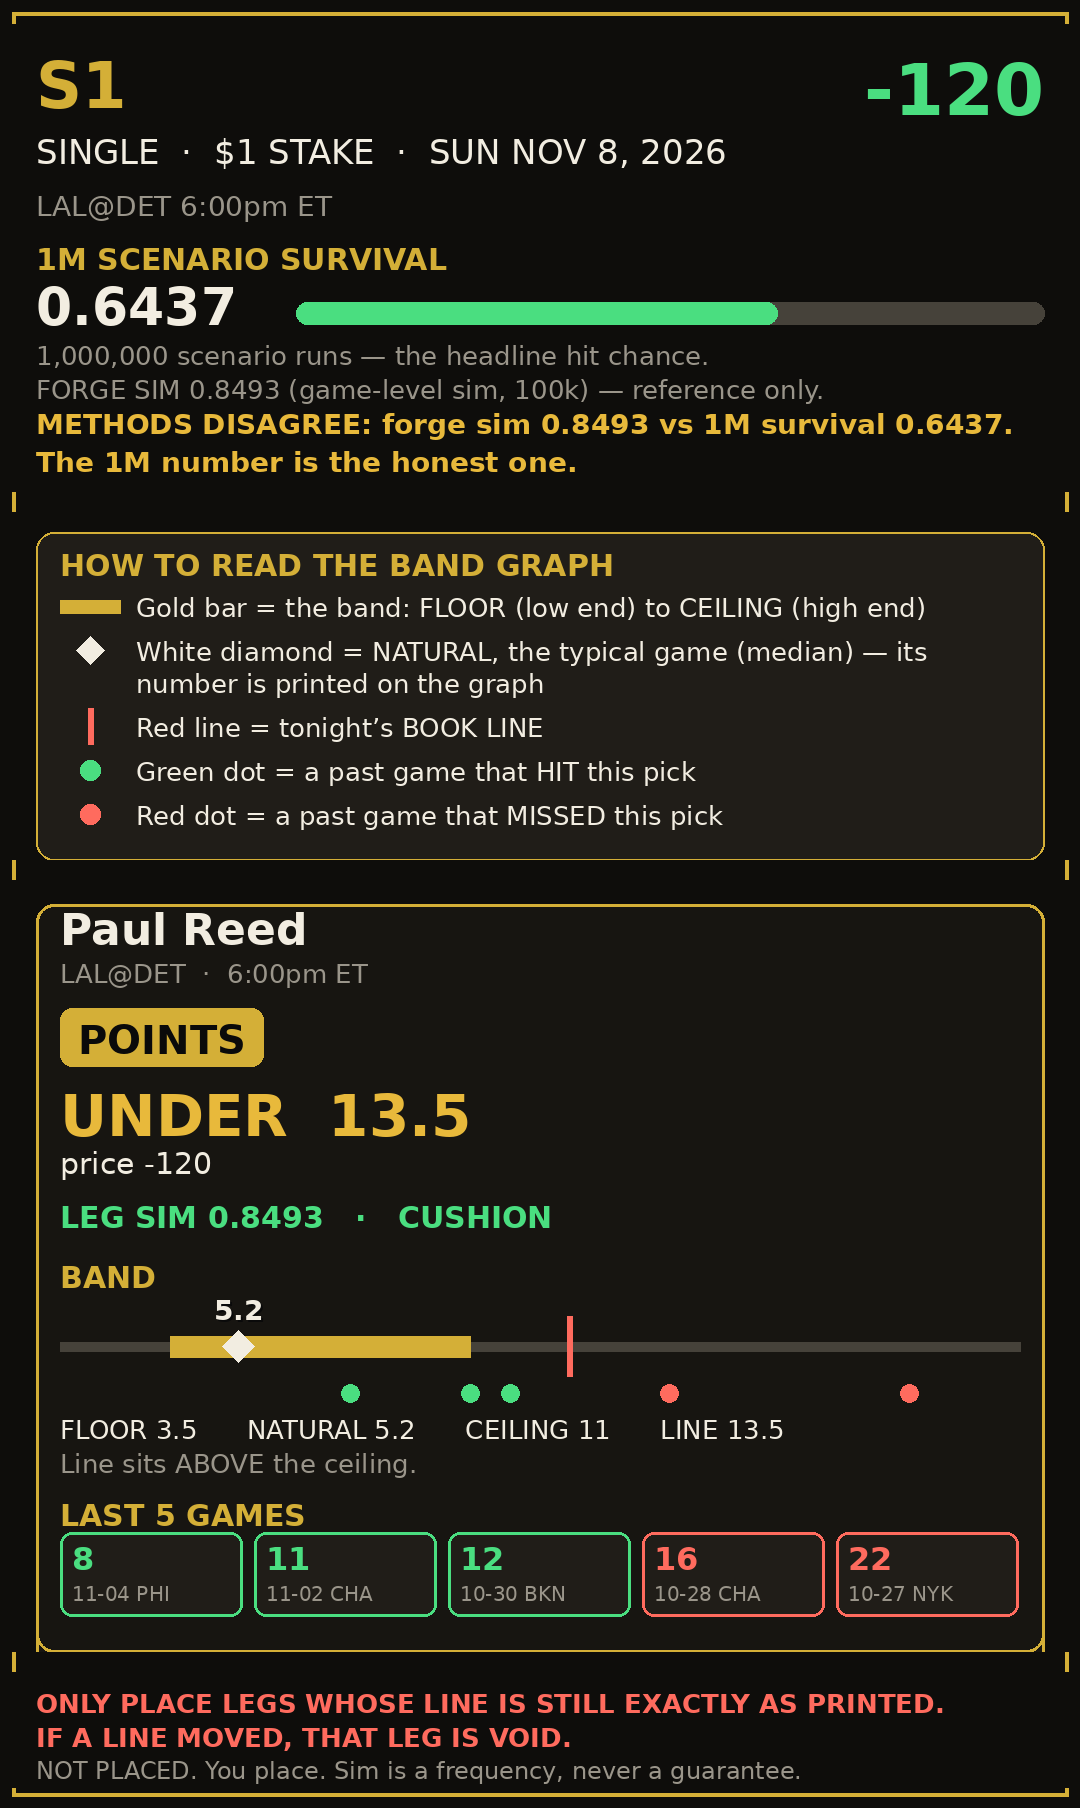 S1
-120
SINGLE · $1 STAKE · SUN NOV 8, 2026
LAL@DET 6:00pm ET
1M SCENARIO SURVIVAL
0.6437
1,000,000 scenario runs — the headline hit chance.
FORGE SIM 0.8493 (game-level sim, 100k) — reference only.
METHODS DISAGREE: forge sim 0.8493 vs 1M survival 0.6437.
The 1M number is the honest one.
HOW TO READ THE BAND GRAPH
Gold bar = the band: FLOOR (low end) to CEILING (high end)
White diamond = NATURAL, the typical game (median) — its
number is printed on the graph
Red line = tonight’s BOOK LINE
Green dot = a past game that HIT this pick
Red dot = a past game that MISSED this pick
Paul Reed
LAL@DET · 6:00pm ET
POINTS
UNDER 13.5
price -120
LEG SIM 0.8493 · CUSHION
BAND
5.2
FLOOR 3.5 NATURAL 5.2 CEILING 11 LINE 13.5
Line sits ABOVE the ceiling.
LAST 5 GAMES
8 11 12 16 22
11-04 PHI 11-02 CHA 10-30 BKN 10-28 CHA 10-27 NYK
ONLY PLACE LEGS WHOSE LINE IS STILL EXACTLY AS PRINTED.
IF A LINE MOVED, THAT LEG IS VOID.
NOT PLACED. You place. Sim is a frequency, never a guarantee.